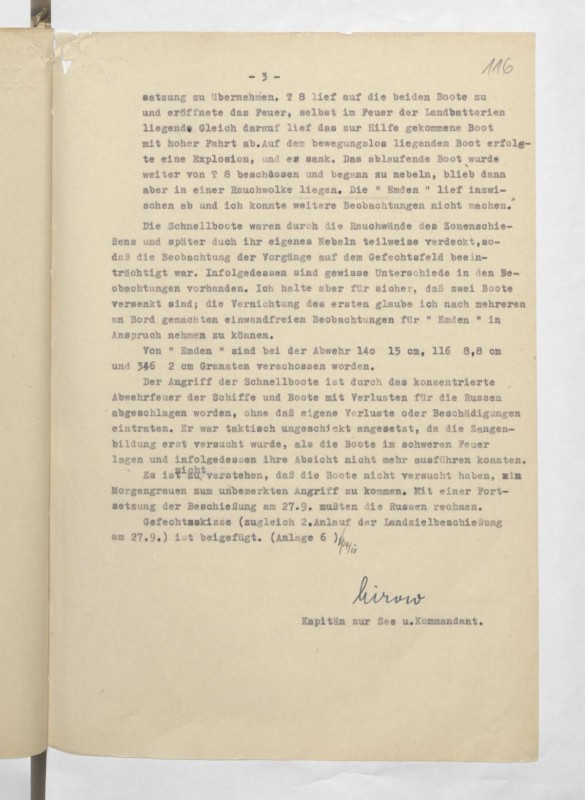 116
- 3 -
satzung zu übernehmen. T 8 lief auf die beiden Boote zu
und eröffnete das Feuer, selbst im Feuer der Landbatterien
liegend. Gleich darauf lief das zur Hilfe gekommene Boot
mit hoher Fahrt ab.Auf dem bewegungslos liegenden Boot erfolg-
te eine Explosion, und es sank. Das ablaufende Boot wurde
weiter von T 8 beschossen und begann zu nebeln, blieb dann
aber in einer Rauchwolke liegen. Die " Emden " lief inzwi-
schen ab und ich konnte weitere Beobachtungen nicht machen."
Die Schnellboote waren durch die Rauchwände des Zonenschie-
ßens und später duch ihr eigenes Nebeln teilweise verdeckt,so-
daß die Beobachtung der Vorgänge auf dem Gefechtsfeld beein-
trächtigt war. Infolgedessen sind gewisse Unterschiede in den Be-
obachtungen vorhanden. Ich halte aber für sicher, daß zwei Boote
versenkt sind; die Vernichtung des ersten glaube ich nach mehreren
an Bord gemachten einwandfreien Beobachtungen für " Emden " in
Anspruch nehmen zu können.
Von " Emden " sind bei der Abwehr 14o 15 cm, 116 8,8 cm
und 346 2 cm Granaten verschossen worden.
Der Angriff der Schnellboote ist durch das konzentrierte
Abwehrfeuer der Schiffe und Boote mit Verlusten für die Russen
abgeschlagen worden, ohne daß eigene Verluste oder Beschädigungen
eintraten. Er war taktisch ungeschickt angesetzt, da die Zangen-
bildung erst versucht wurde, als die Boote im schweren Feuer
lagen und infolgedessen ihre Absicht nicht mehr ausführen konnten.
Es ist nicht zu verstehen, daß die Boote nicht versucht haben, im
Morgengrauen zum unbemerkten Angriff zu kommen. Mit einer Fort-
setzung der Beschießung am 27.9. mußten die Russen rechnen.
Gefechtsskizze (zugleich 2.Anlauf der Landzielbeschießung
am 27.9.) ist beigefügt. (Anlage 6 )
Mirow
Kapitän zur See u.Kommandant.